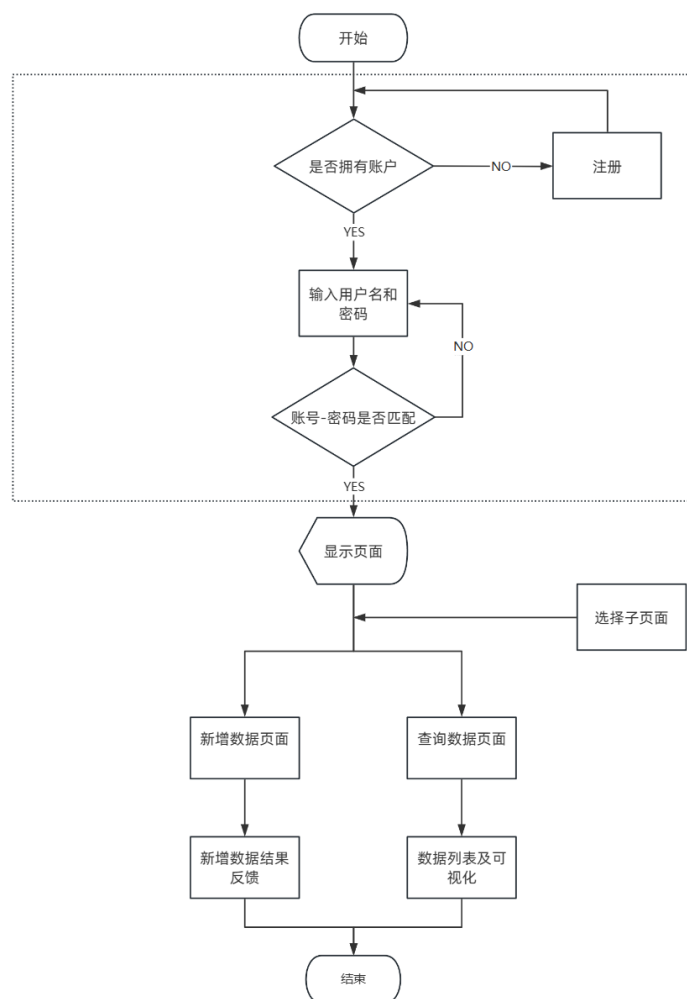 开始
是否拥有账户
NO
注册
YES
输入用户名和
密码
NO
账号-密码是否匹配
YES
显示页面
选择子页面
新增数据页面
查询数据页面
新增数据结果
反馈
数据列表及可
视化
结束